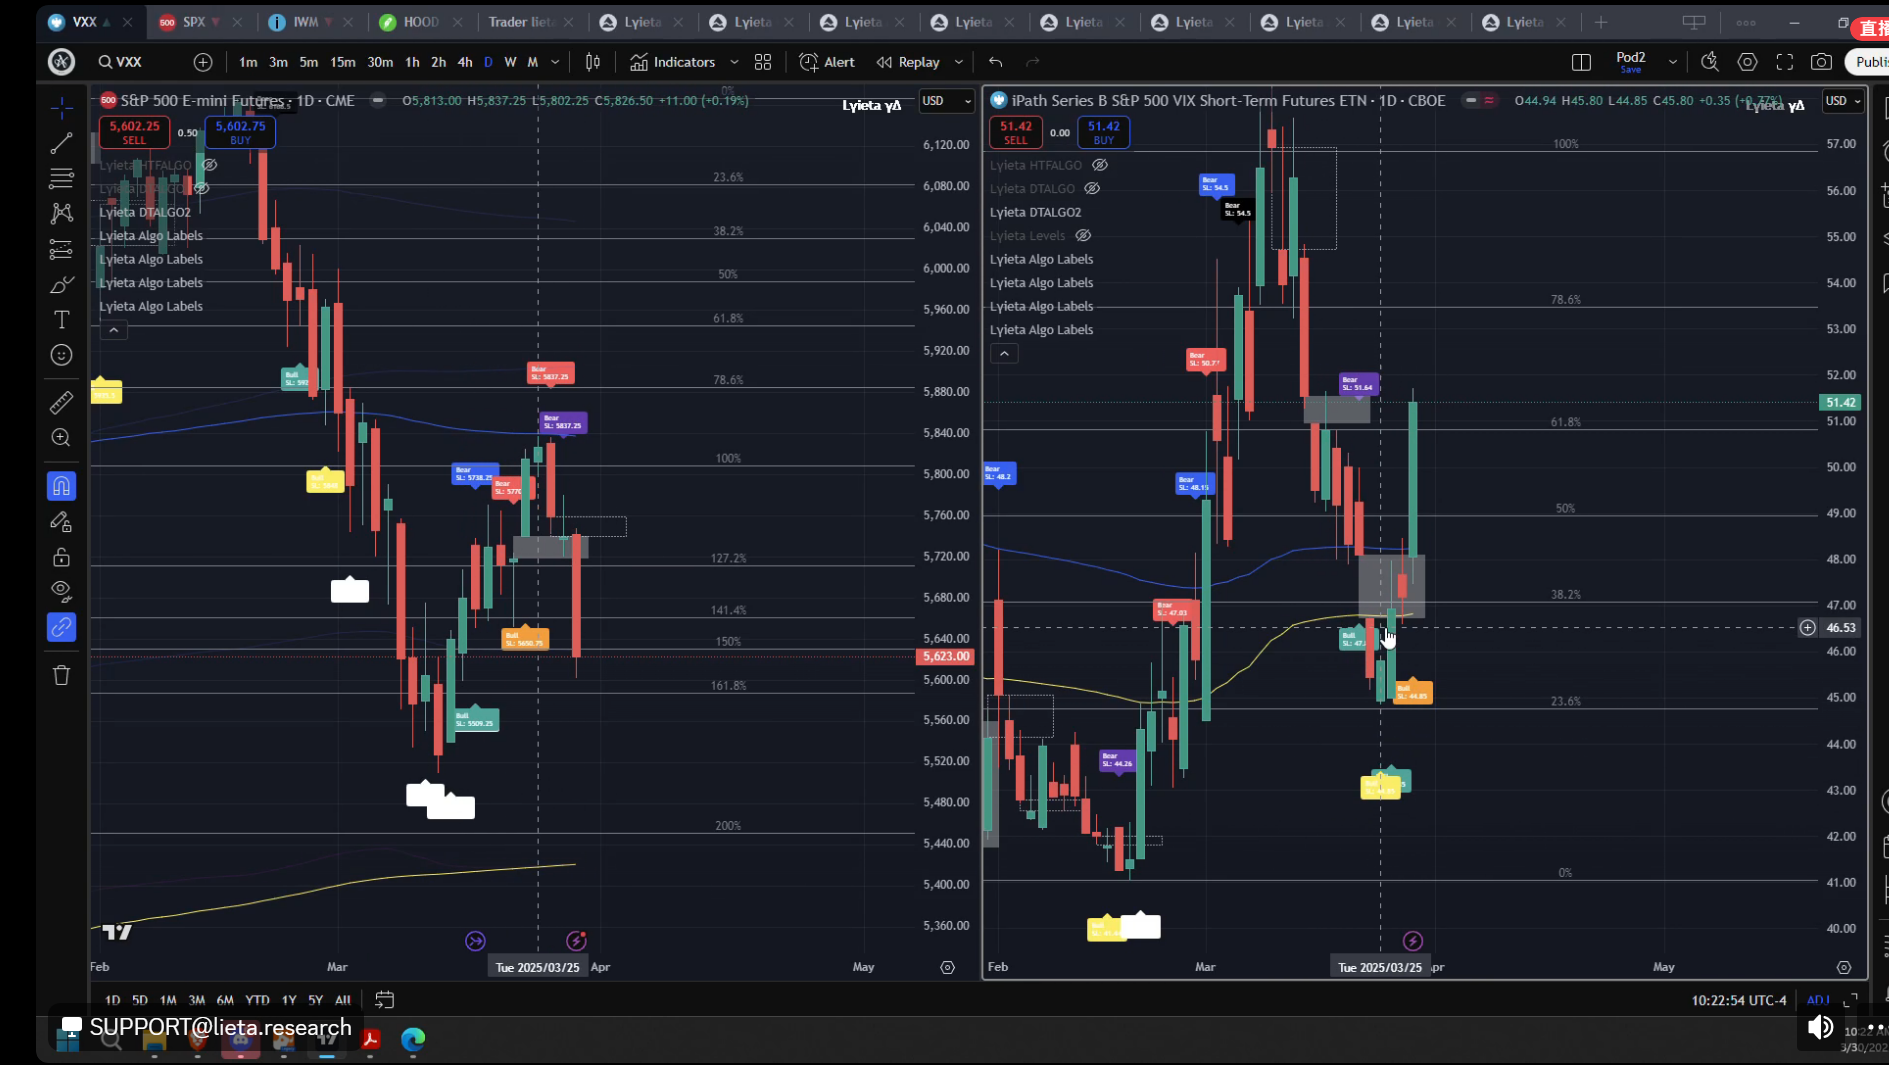 VXX
SPX
IWM
HOOD
Trader lieta
Lyieta
Lyieta
Lyieta
Lyieta
Lyieta
Lyieta
Lyieta
Lyieta
Lyieta
直播
VXX
1m 3m 5m 15m 30m 1h 2h 4h D W M
Indicators
Alert
Replay
Pod2
Save
Publi
S&P 500 E-mini Futures · 1D · CME
O5,813.00 H5,837.25 L5,802.25 C5,826.50 +11.00 (+0.19%)
Lyieta γΔ
USD
5,602.25
SELL
0.50
5,602.75
BUY
Lyieta HTFALGO
Lyieta DTALGO
Lyieta DTALGO2
Lyieta Algo Labels
Lyieta Algo Labels
Lyieta Algo Labels
Lyieta Algo Labels
0%
23.6%
38.2%
50%
61.8%
78.6%
100%
127.2%
141.4%
150%
161.8%
200%
Bear
SL: 5837.25
Bear
SL: 5837.25
Bear
SL: 5738.25
Bear
Bull
Bull
SL: 5650.75
Bull
SL: 5509.25
6,120.00
6,080.00
6,040.00
6,000.00
5,960.00
5,920.00
5,880.00
5,840.00
5,800.00
5,760.00
5,720.00
5,680.00
5,640.00
5,623.00
5,600.00
5,560.00
5,520.00
5,480.00
5,440.00
5,400.00
5,360.00
Feb
Mar
Tue 2025/03/25
Apr
May
iPath Series B S&P 500 VIX Short-Term Futures ETN · 1D · CBOE
O44.94 H45.80 L44.85 C45.80 +0.35 (+0.77%)
Lyieta γΔ
USD
51.42
SELL
0.00
51.42
BUY
Lyieta HTFALGO
Lyieta DTALGO
Lyieta DTALGO2
Lyieta Levels
Lyieta Algo Labels
Lyieta Algo Labels
Lyieta Algo Labels
Lyieta Algo Labels
100%
78.6%
61.8%
50%
38.2%
23.6%
0%
Bear
SL: 54.5
Bear
SL: 54.5
Bear
Bear
SL: 51.64
Bear
SL: 48.2
Bear
SL: 48.15
Bear
SL: 47.03
Bull
Bull
SL: 44.85
Bear
SL: 44.26
57.00
56.00
55.00
54.00
53.00
52.00
51.42
51.00
50.00
49.00
48.00
47.00
46.53
46.00
45.00
44.00
43.00
42.00
41.00
40.00
Feb
Mar
Tue 2025/03/25
pr
May
1D 5D 1M 3M 6M YTD 1Y 5Y All
10:22:54 UTC-4
ADJ
SUPPORT@lieta.research